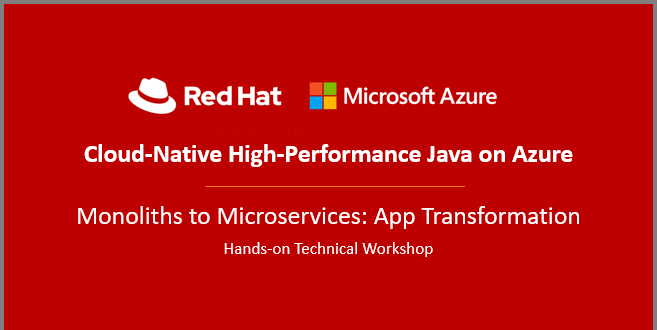 Red Hat Microsoft Azure
Cloud-Native High-Performance Java on Azure
Monoliths to Microservices: App Transformation
Hands-on Technical Workshop